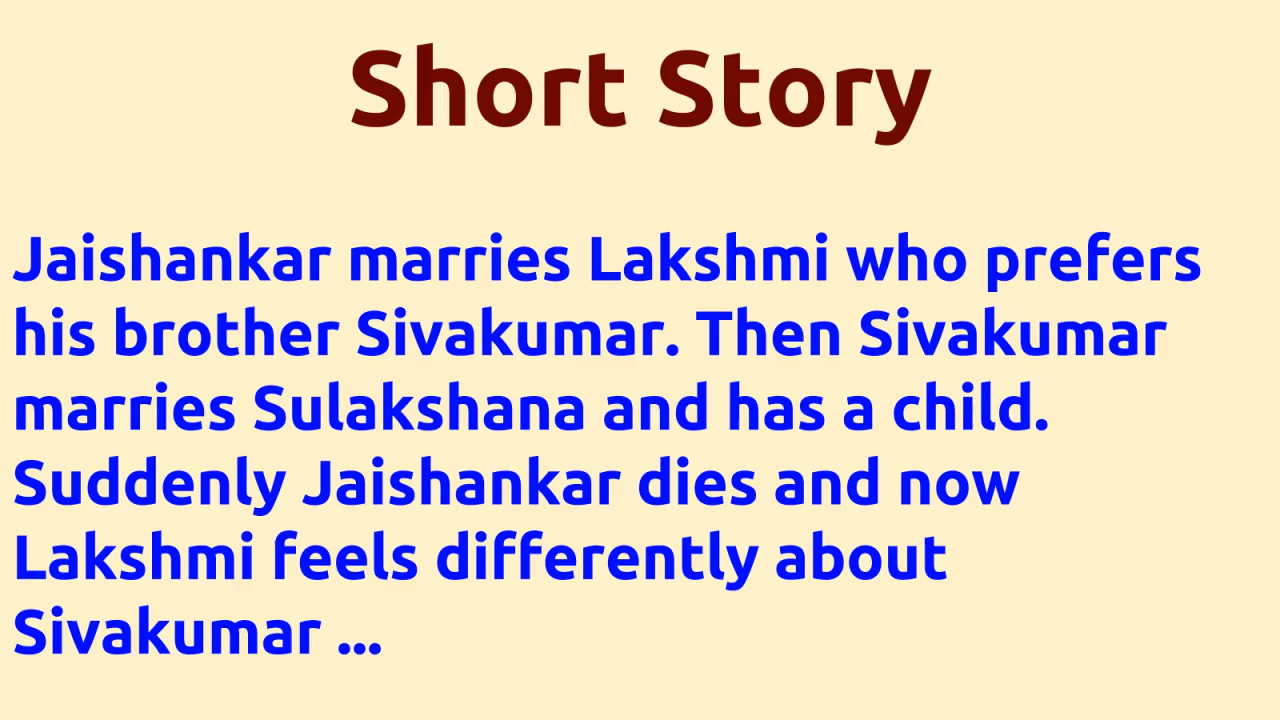 Short Story
Jaishankar marries Lakshmi who prefers
his brother Sivakumar. Then Sivakumar
marries Sulakshana and has a child.
Suddenly Jaishankar dies and now
Lakshmi feels differently about
Sivakumar ...